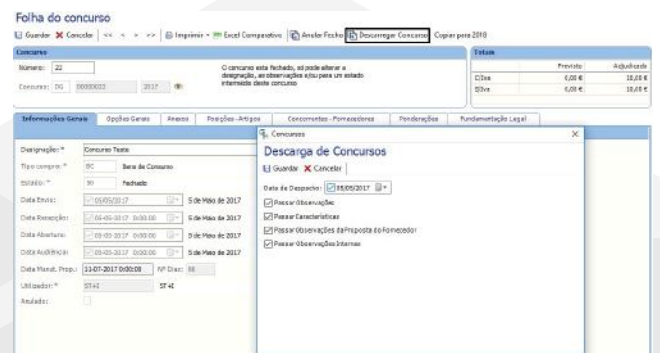 Folha do concurso
Guardar Cancelar << < > >> Imprimir Excel Comparativo Anular Fecho Descarregar Concurso Copiar para 2018
Concurso
Número: 22
O concurso esta fechado, só pode alterar a designação, as observações e/ou para um estado intermédio deste concurso
Concurso: DG 00000022 2017
Totais
Previsto Adjudicado
C/Iva 0,00 € 10,00 €
S/Iva 0,00 € 10,00 €
Informações Gerais Opções Gerais Anexos Posições-Artigos Concorrentes - Fornecedores Ponderações Fundamentação Legal
Designação: * Concurso Teste
Tipo compra: * BC Bens de Consumo
Estado: * 90 Fechado
Data Envio: 05/05/2017 5 de Maio de 2017
Data Receção: 05-05-2017 0:00:00 5 de Maio de 2017
Data Abertura: 05-05-2017 0:00:00 5 de Maio de 2017
Data Audiência: 05-05-2017 0:00:00 5 de Maio de 2017
Data Manut. Prop.: 11-07-2017 0:00:00 Nº Dias:
Utilizador: * ST+I ST+I
Anulado:
Concursos
Descarga de Concursos
Guardar Cancelar
Data de Despacho: 05/05/2017
Passar Observações
Passar Características
Passar Observações da Proposta do Fornecedor
Passar Observações Internas